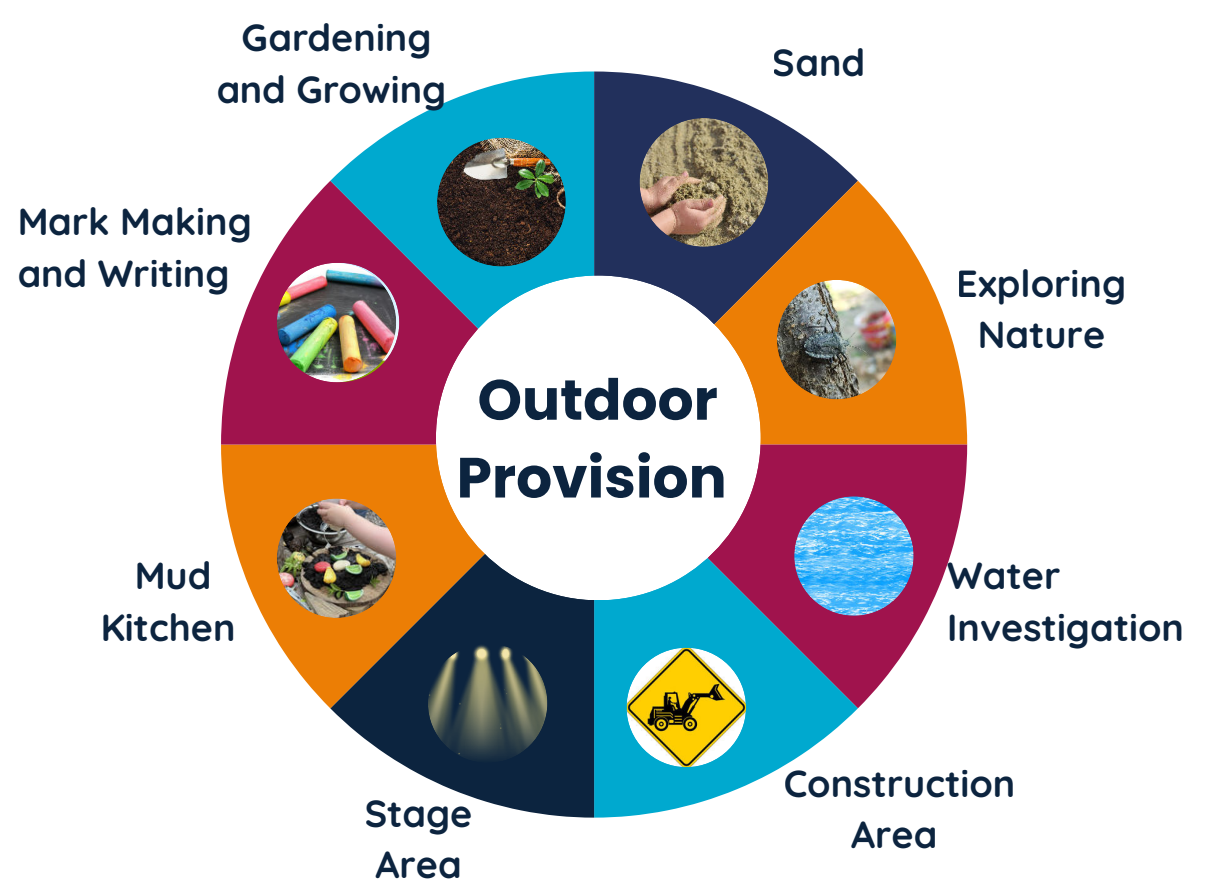 Gardening
and Growing
Sand
Mark Making
and Writing
Exploring
Nature
Outdoor
Provision
Mud
Kitchen
Water
Investigation
Stage
Area
Construction
Area